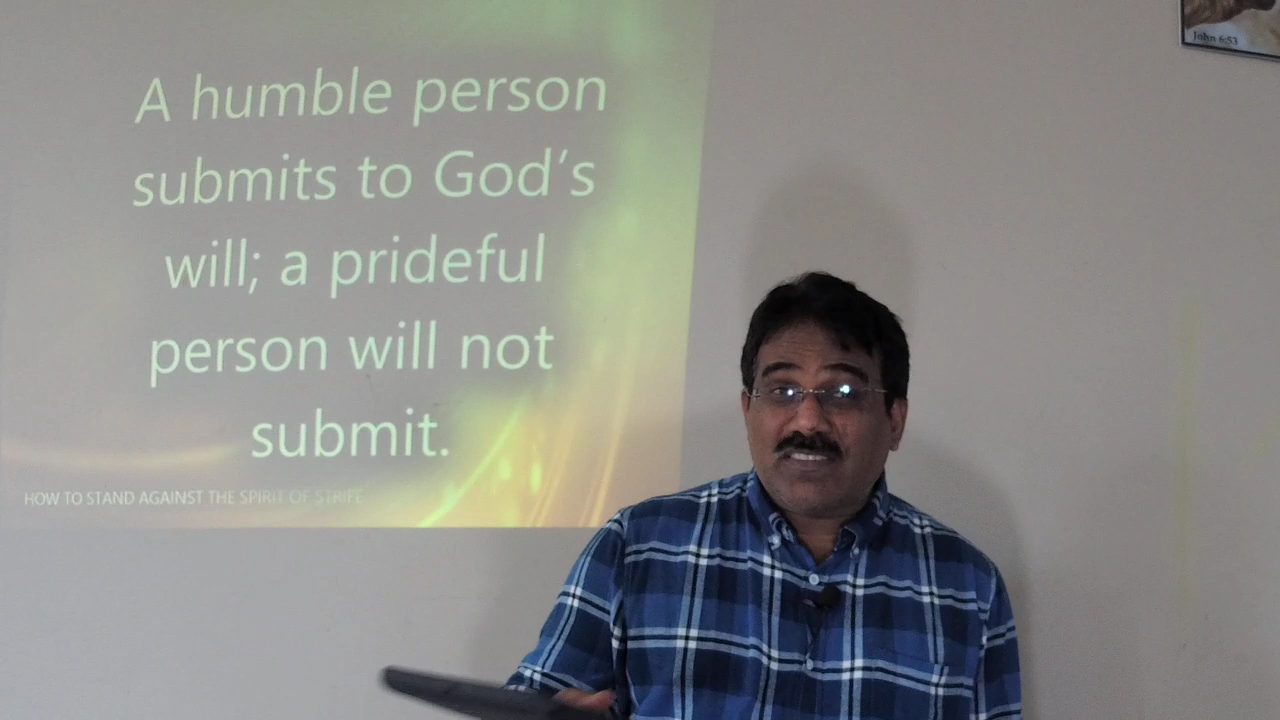 A humble person
submits to God's
will; a prideful
person will not
submit.
HOW TO STAND AGAINST THE SPIRIT OF STRIFE
John 6:53